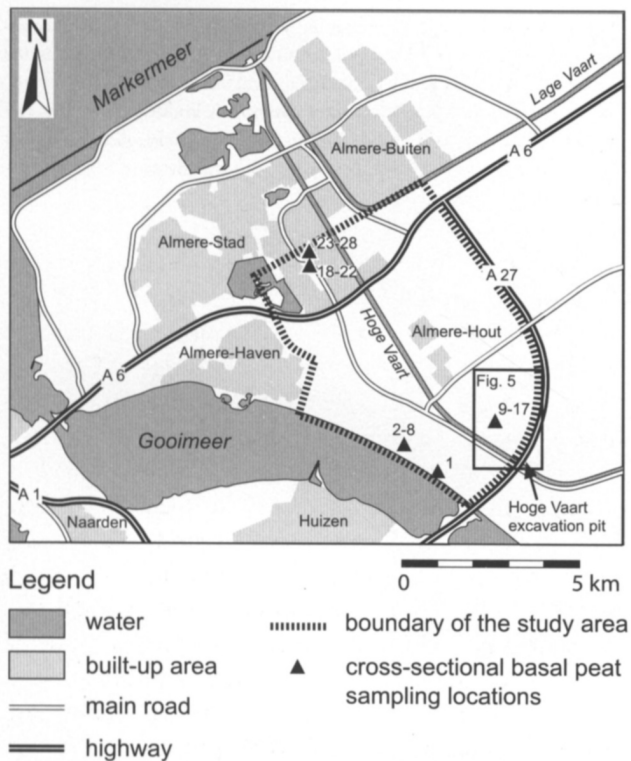 N
Markermeer
Lage Vaart
Almere-Buiten
A 6
Almere-Stad
23-28
18-22
A 27
Hoge Vaart
Almere-Hout
Almere-Haven
A 6
Fig. 5
9-17
Gooimeer
2-8
1
A 1
Naarden
Huizen
Hoge Vaart
excavation pit
Legend
0 5 km
water
boundary of the study area
built-up area
cross-sectional basal peat
sampling locations
main road
highway